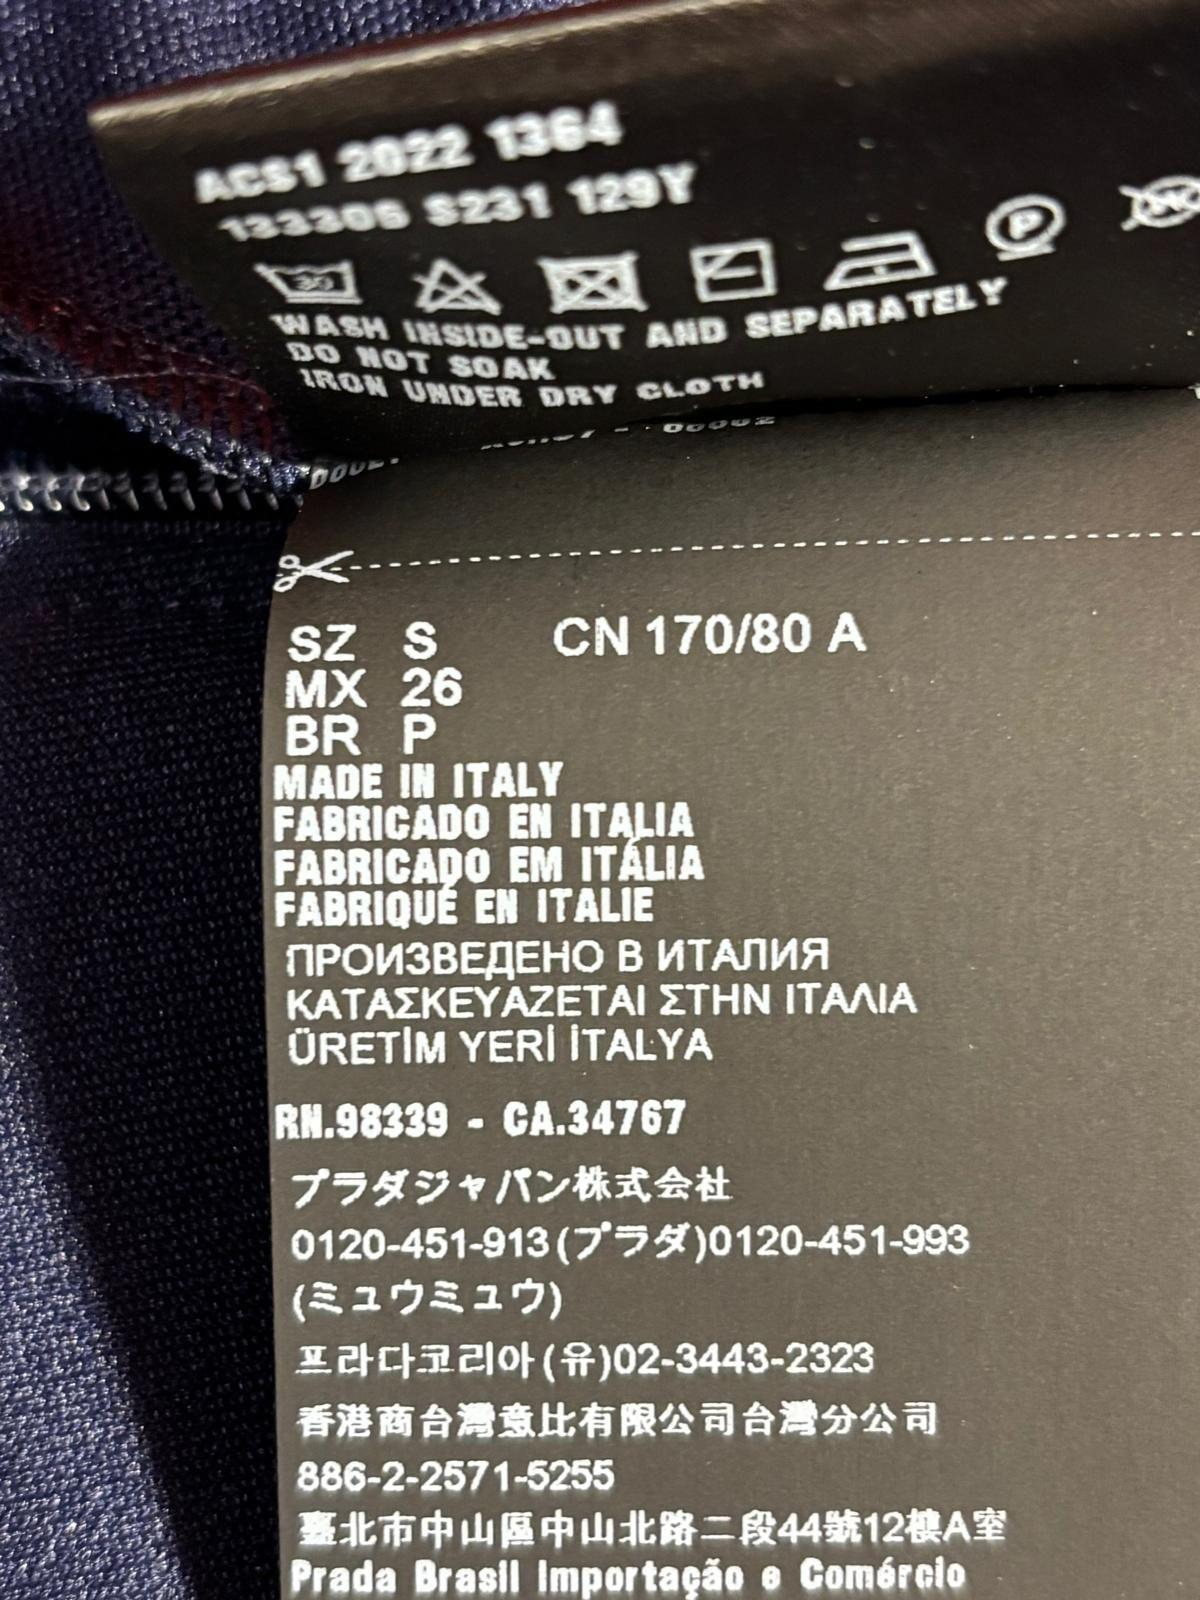 ACS1 2022 1364
133306 S231 129Y
30
P
WASH INSIDE-OUT AND SEPARATELY
DO NOT SOAK
IRON UNDER DRY CLOTH
SZ S CN 170/80 A
MX 26
BR P
MADE IN ITALY
FABRICADO EN ITALIA
FABRICADO EM ITÁLIA
FABRIQUÉ EN ITALIE
ПРОИЗВЕДЕНО В ИТАЛИЯ
ΚΑΤΑΣΚΕΥΑΖΕΤΑΙ ΣΤΗΝ ΙΤΑΛΙΑ
ÜRETİM YERİ İTALYA
RN.98339 - CA.34767
プラダジャパン株式会社
0120-451-913(プラダ)0120-451-993
(ミュウミュウ)
프라다코리아(유)02-3443-2323
香港商台灣意比有限公司台灣分公司
886-2-2571-5255
臺北市中山區中山北路二段44號12樓A室
Prada Brasil Importação e Comércio